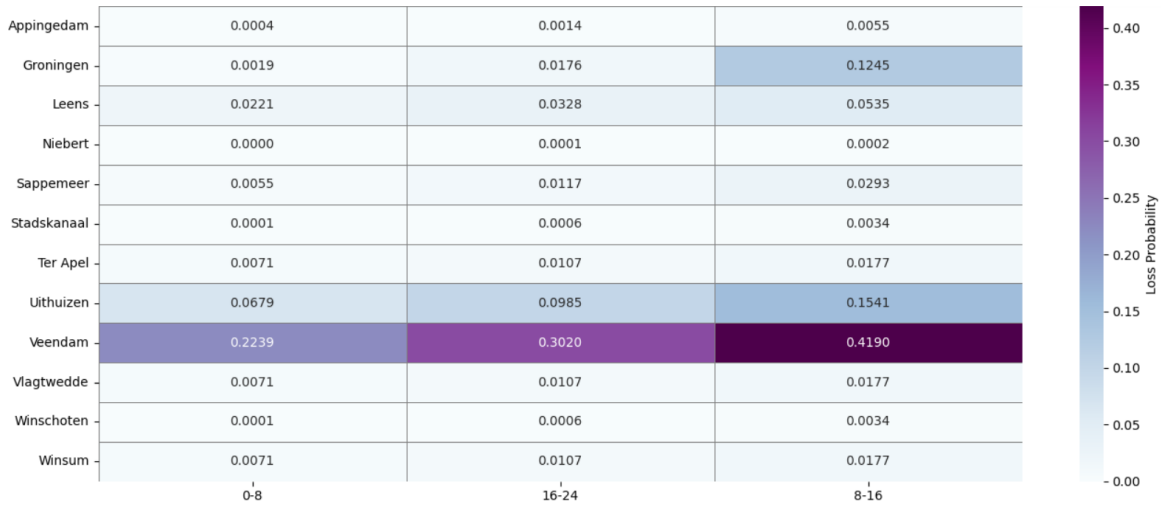 Appingedam 0.0004 0.0014 0.0055
Groningen 0.0019 0.0176 0.1245
Leens 0.0221 0.0328 0.0535
Niebert 0.0000 0.0001 0.0002
Sappemeer 0.0055 0.0117 0.0293
Stadskanaal 0.0001 0.0006 0.0034
Ter Apel 0.0071 0.0107 0.0177
Uithuizen 0.0679 0.0985 0.1541
Veendam 0.2239 0.3020 0.4190
Vlagtwedde 0.0071 0.0107 0.0177
Winschoten 0.0001 0.0006 0.0034
Winsum 0.0071 0.0107 0.0177
0-8 16-24 8-16
0.40
0.35
0.30
0.25
0.20
0.15
0.10
0.05
0.00
Loss Probability